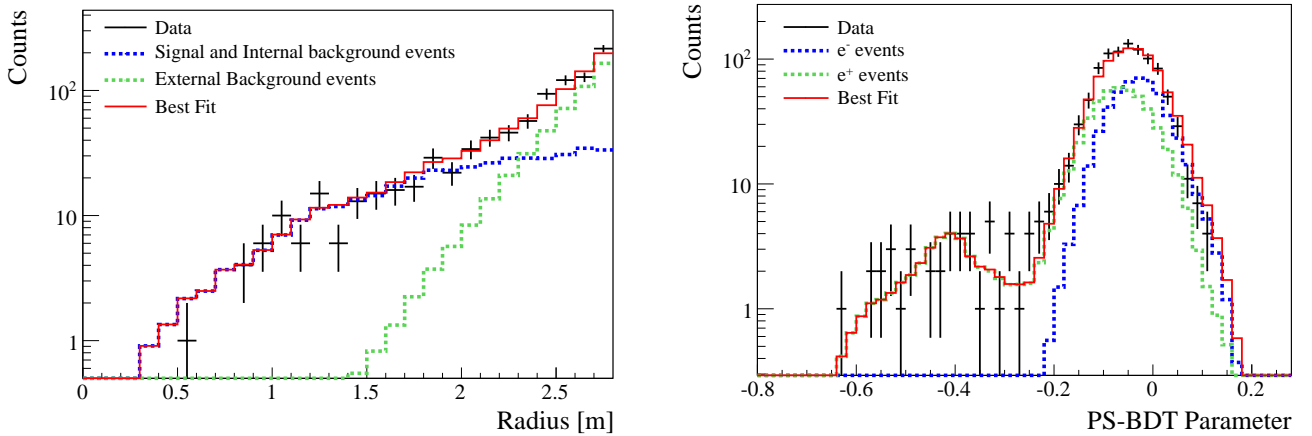 Counts
Data
Signal and Internal background events
External Background events
Best Fit
10²
10
1
0 0.5 1 1.5 2 2.5
Radius [m]
Counts
Data
e⁻ events
e⁺ events
Best Fit
10²
10
1
-0.8 -0.6 -0.4 -0.2 0 0.2
PS-BDT Parameter